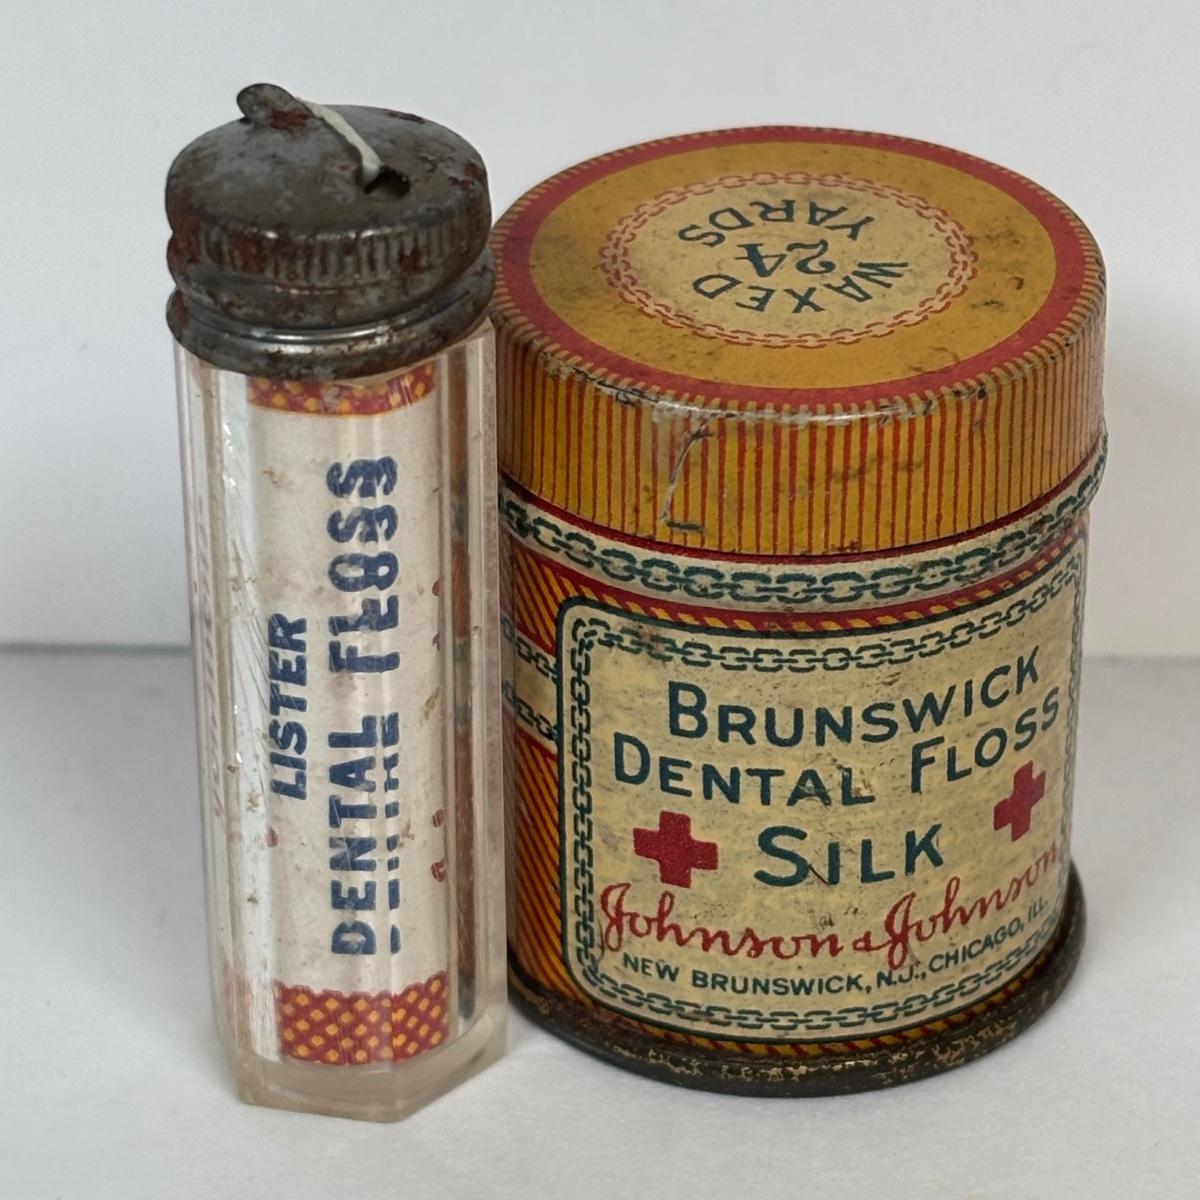 LISTER
DENTAL FLOSS
WAXED
24
YARDS
BRUNSWICK
DENTAL FLOSS
SILK
Johnson & Johnson
NEW BRUNSWICK, N.J., CHICAGO, ILL.